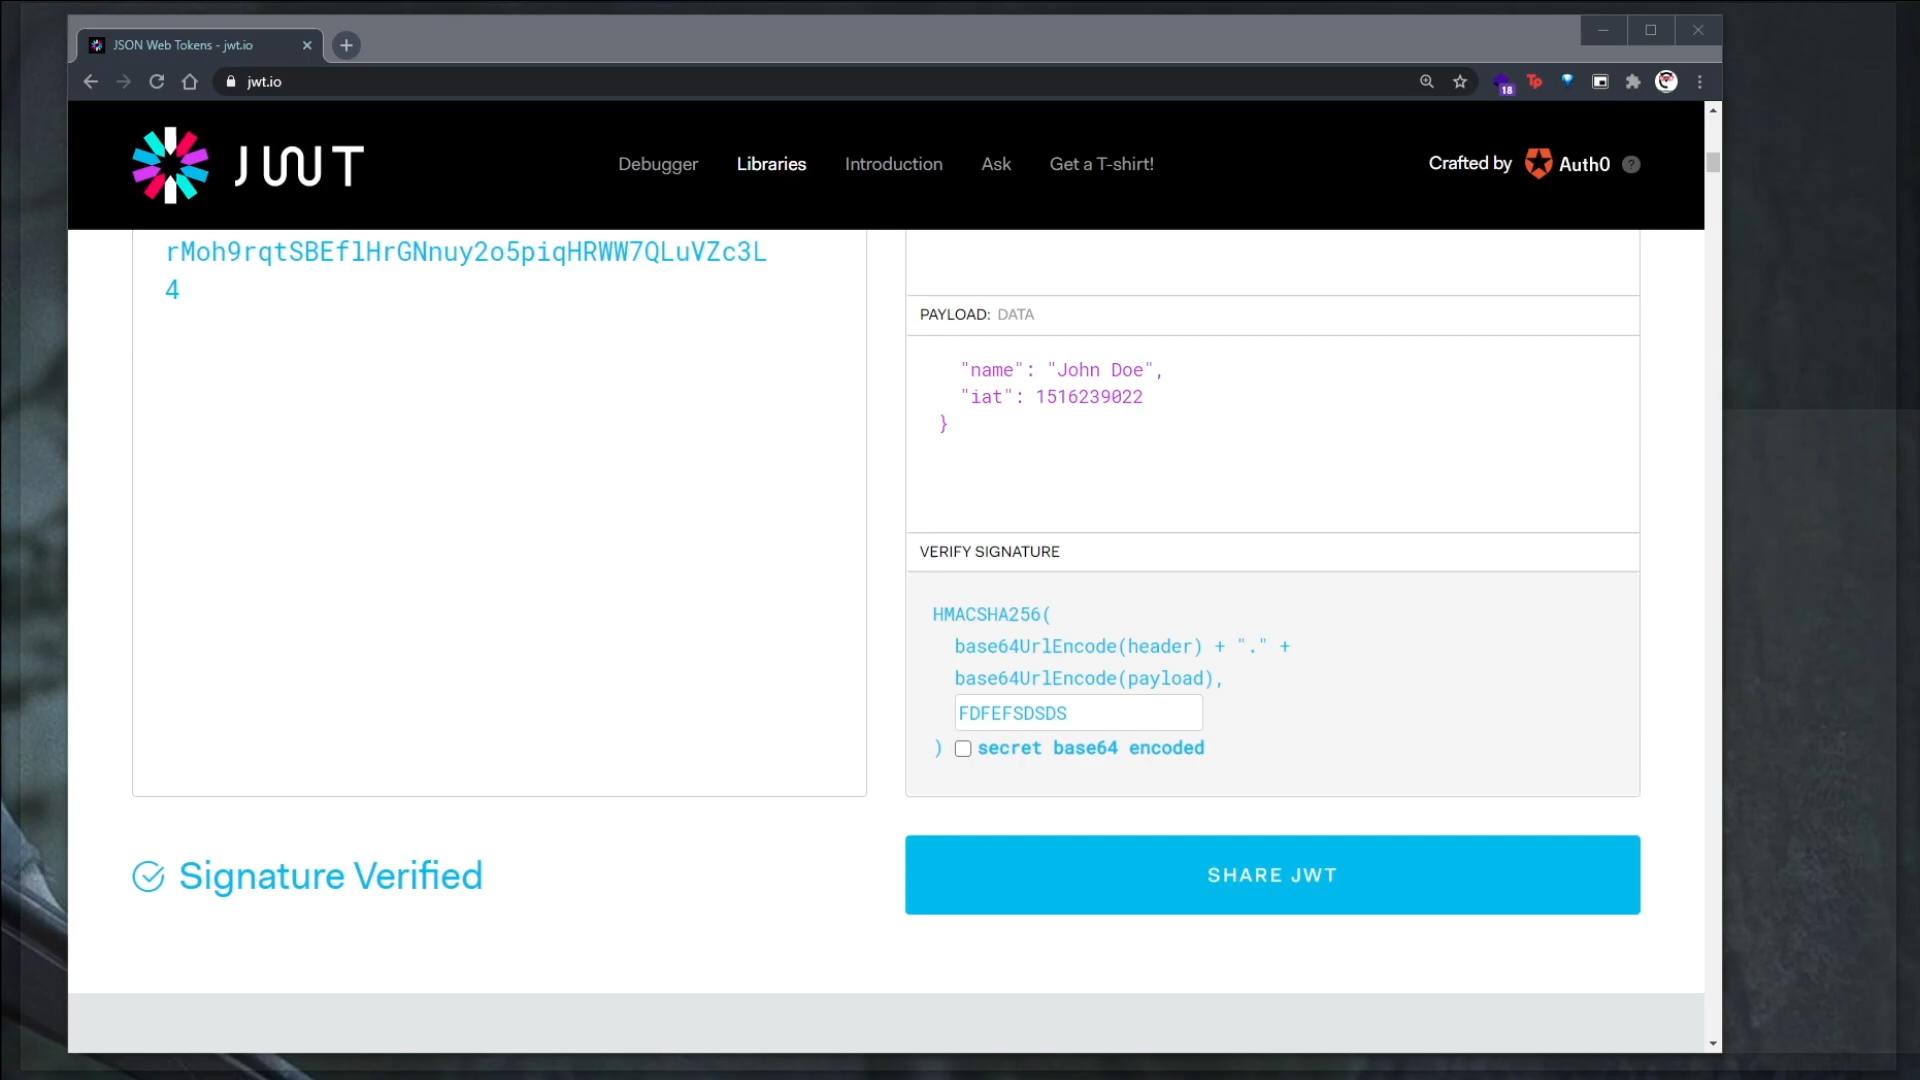 JSON Web Tokens - jwt.io
jwt.io
18
Tp
JWT
Debugger
Libraries
Introduction
Ask
Get a T-shirt!
Crafted by
Auth0
?
rMoh9rqtSBEflHrGNnuy2o5piqHRWW7QLuVZc3L
4
PAYLOAD: DATA
"name": "John Doe",
"iat": 1516239022
}
VERIFY SIGNATURE
HMACSHA256(
base64UrlEncode(header) + "." +
base64UrlEncode(payload),
FDFEFSDSDS
) secret base64 encoded
Signature Verified
SHARE JWT